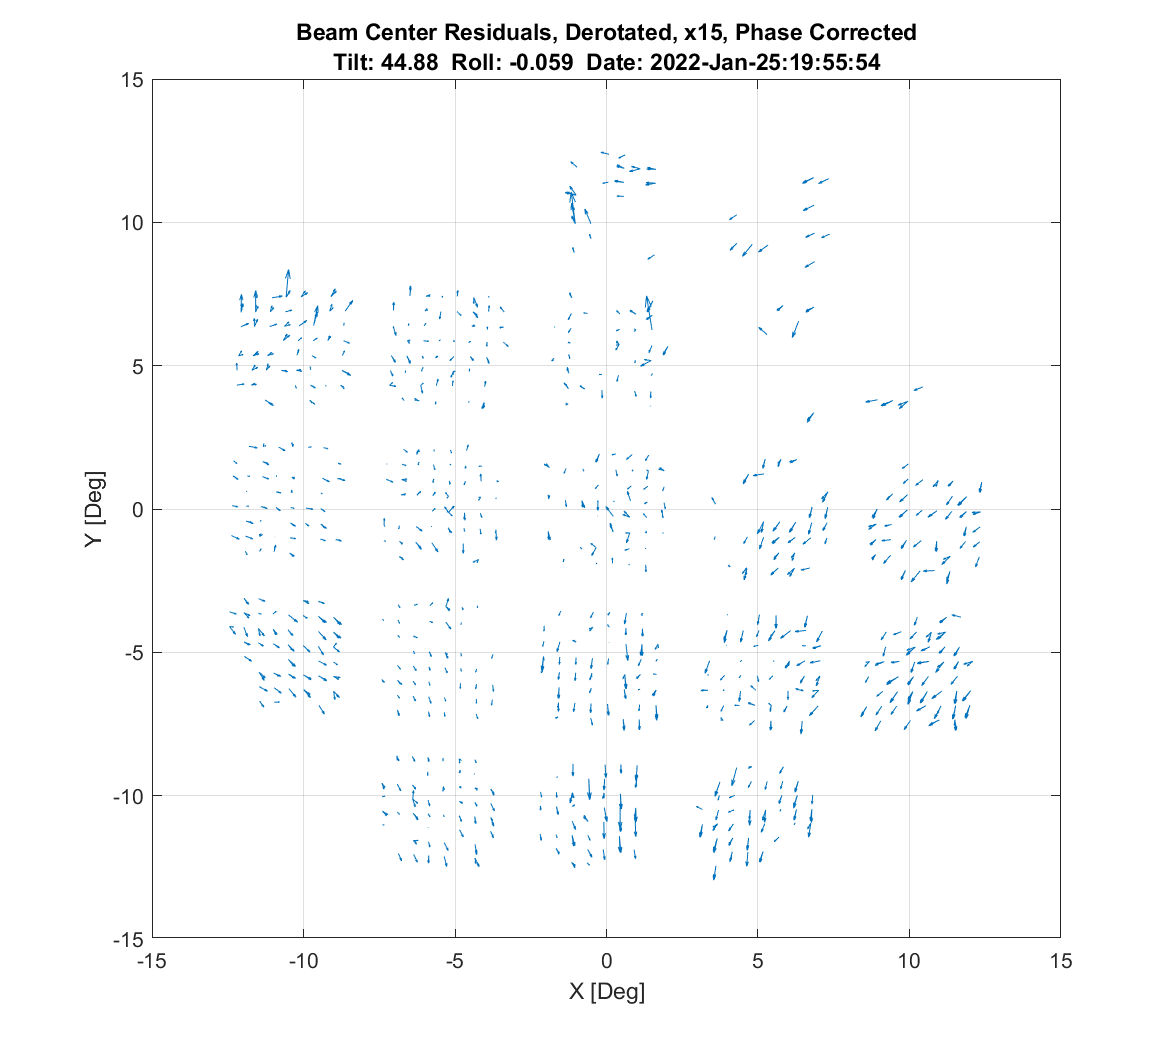 Beam Center Residuals, Derotated, x15, Phase Corrected
Tilt: 44.88 Roll: -0.059 Date: 2022-Jan-25:19:55:54
15
10
5
0
-5
-10
-15
Y [Deg]
-15 -10 -5 0 5 10 15
X [Deg]